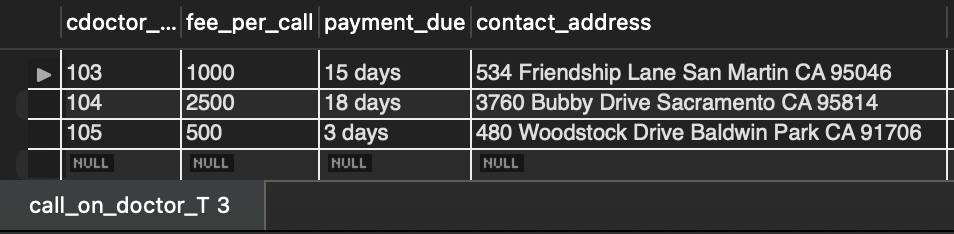 cdoctor_... fee_per_call payment_due contact_address
103 1000 15 days 534 Friendship Lane San Martin CA 95046
104 2500 18 days 3760 Bubby Drive Sacramento CA 95814
105 500 3 days 480 Woodstock Drive Baldwin Park CA 91706
NULL NULL NULL NULL
call_on_doctor_T 3